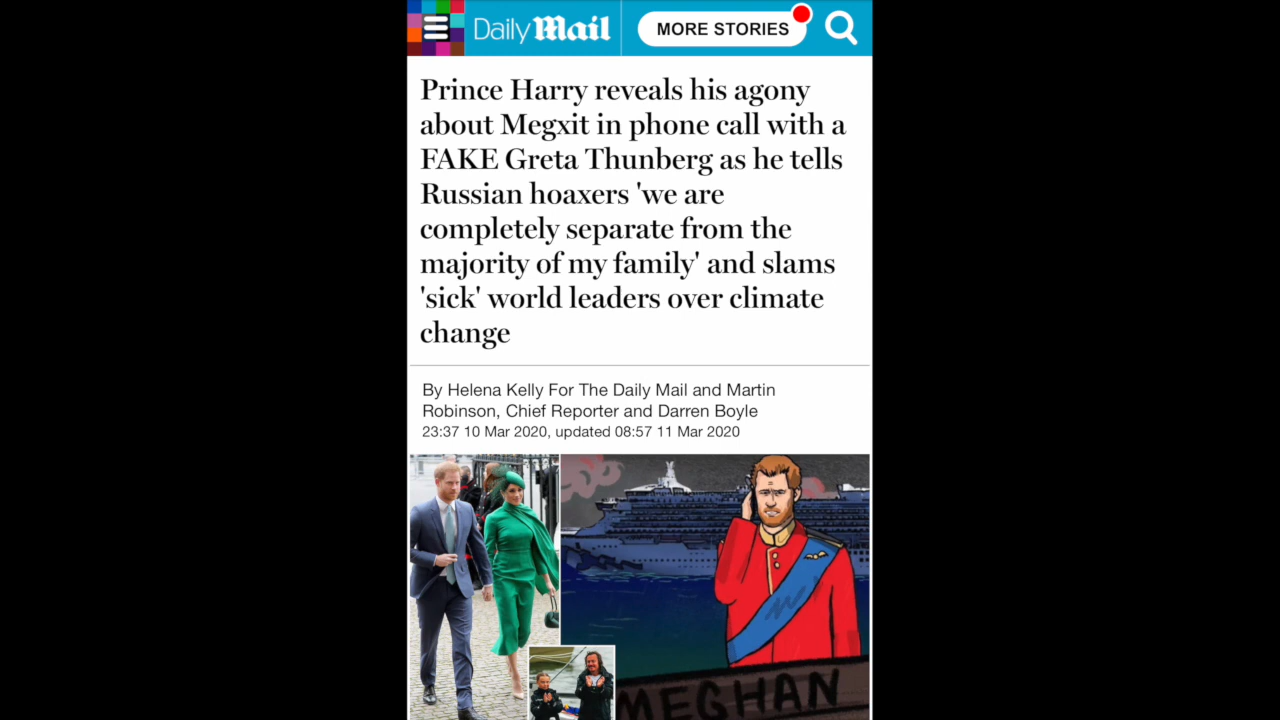 Daily Mail
MORE STORIES
Prince Harry reveals his agony
about Megxit in phone call with a
FAKE Greta Thunberg as he tells
Russian hoaxers 'we are
completely separate from the
majority of my family' and slams
'sick' world leaders over climate
change
By Helena Kelly For The Daily Mail and Martin
Robinson, Chief Reporter and Darren Boyle
23:37 10 Mar 2020, updated 08:57 11 Mar 2020
MEGHAN